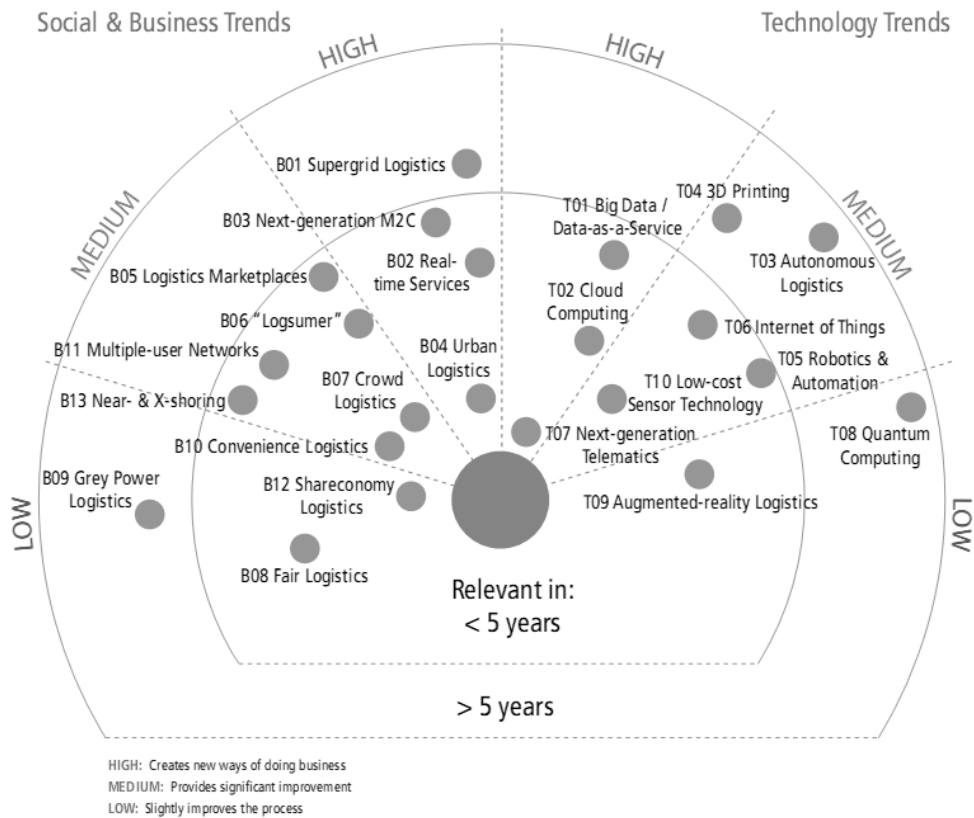 Social & Business Trends
Technology Trends
HIGH
HIGH
MEDIUM
MEDIUM
LOW
LOW
B01 Supergrid Logistics
B03 Next-generation M2C
B02 Real-
time Services
B05 Logistics Marketplaces
B06 “Logsumer”
B11 Multiple-user Networks
B04 Urban
Logistics
B07 Crowd
Logistics
B13 Near- & X-shoring
B10 Convenience Logistics
B09 Grey Power
Logistics
B12 Shareconomy
Logistics
B08 Fair Logistics
T04 3D Printing
T01 Big Data /
Data-as-a-Service
T03 Autonomous
Logistics
T02 Cloud
Computing
T06 Internet of Things
T05 Robotics &
Automation
T10 Low-cost
Sensor Technology
T07 Next-generation
Telematics
T08 Quantum
Computing
T09 Augmented-reality Logistics
Relevant in:
< 5 years
> 5 years
HIGH: Creates new ways of doing business
MEDIUM: Provides significant improvement
LOW: Slightly improves the process